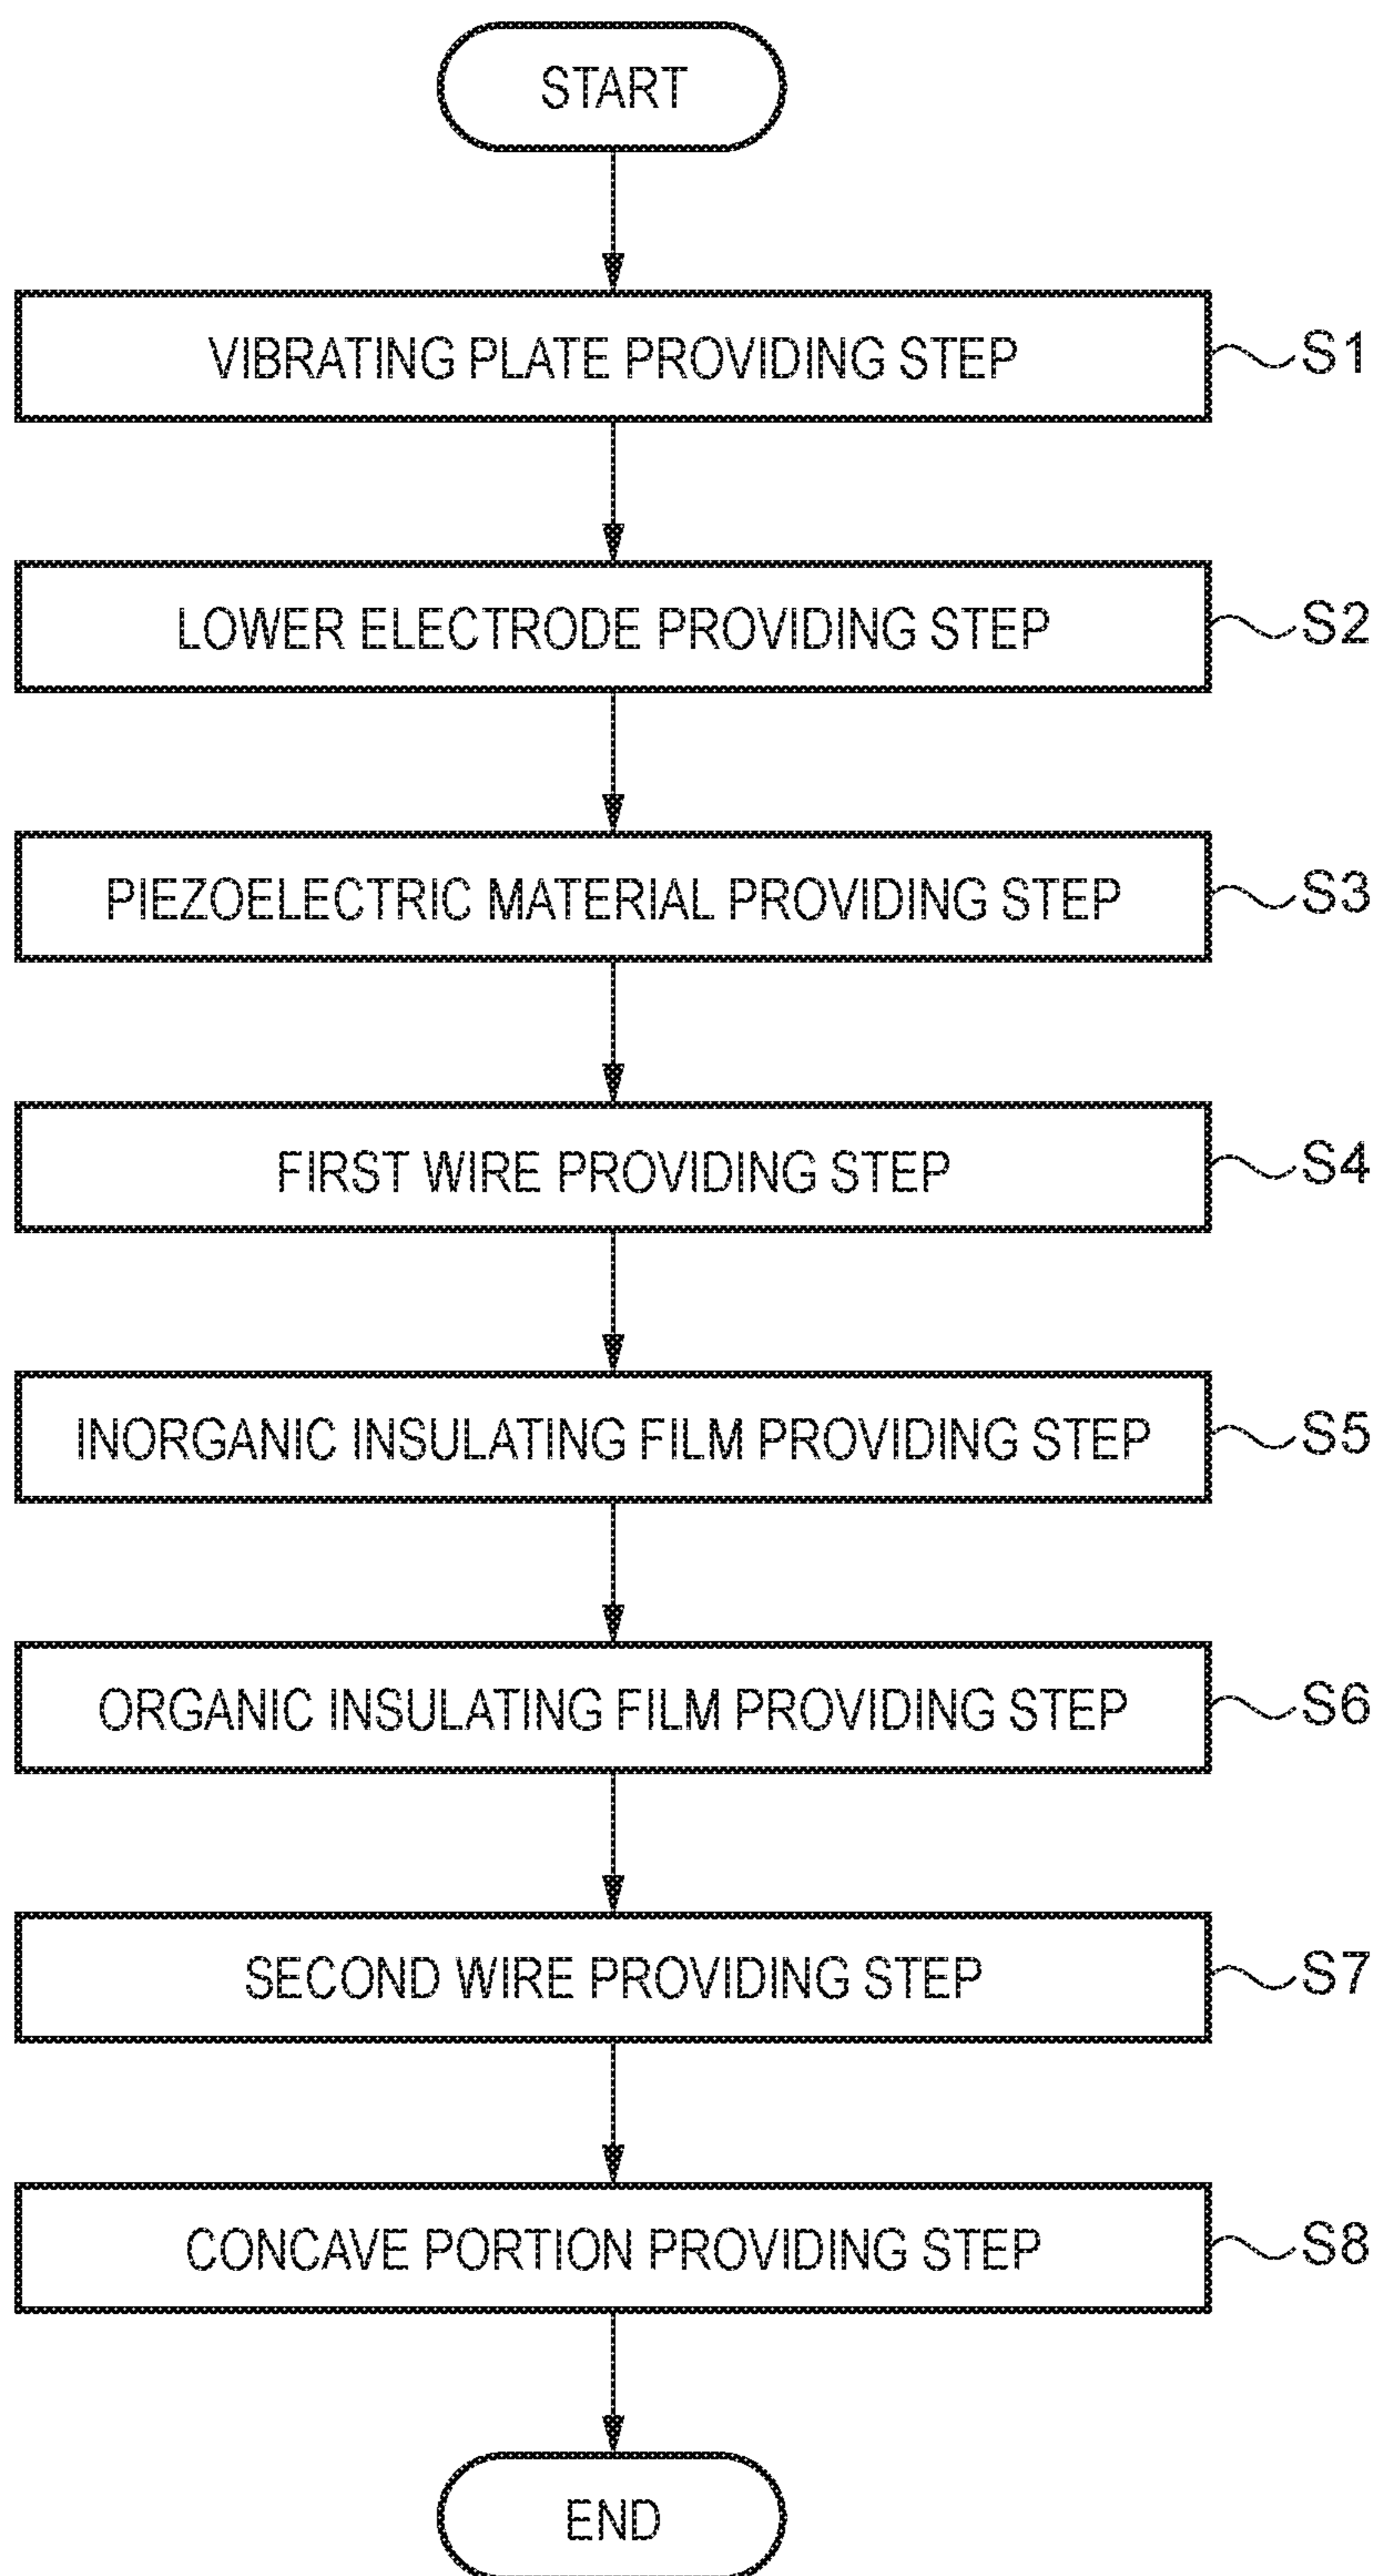 START
VIBRATING PLATE PROVIDING STEP S1
LOWER ELECTRODE PROVIDING STEP S2
PIEZOELECTRIC MATERIAL PROVIDING STEP S3
FIRST WIRE PROVIDING STEP S4
INORGANIC INSULATING FILM PROVIDING STEP S5
ORGANIC INSULATING FILM PROVIDING STEP S6
SECOND WIRE PROVIDING STEP S7
CONCAVE PORTION PROVIDING STEP S8
END